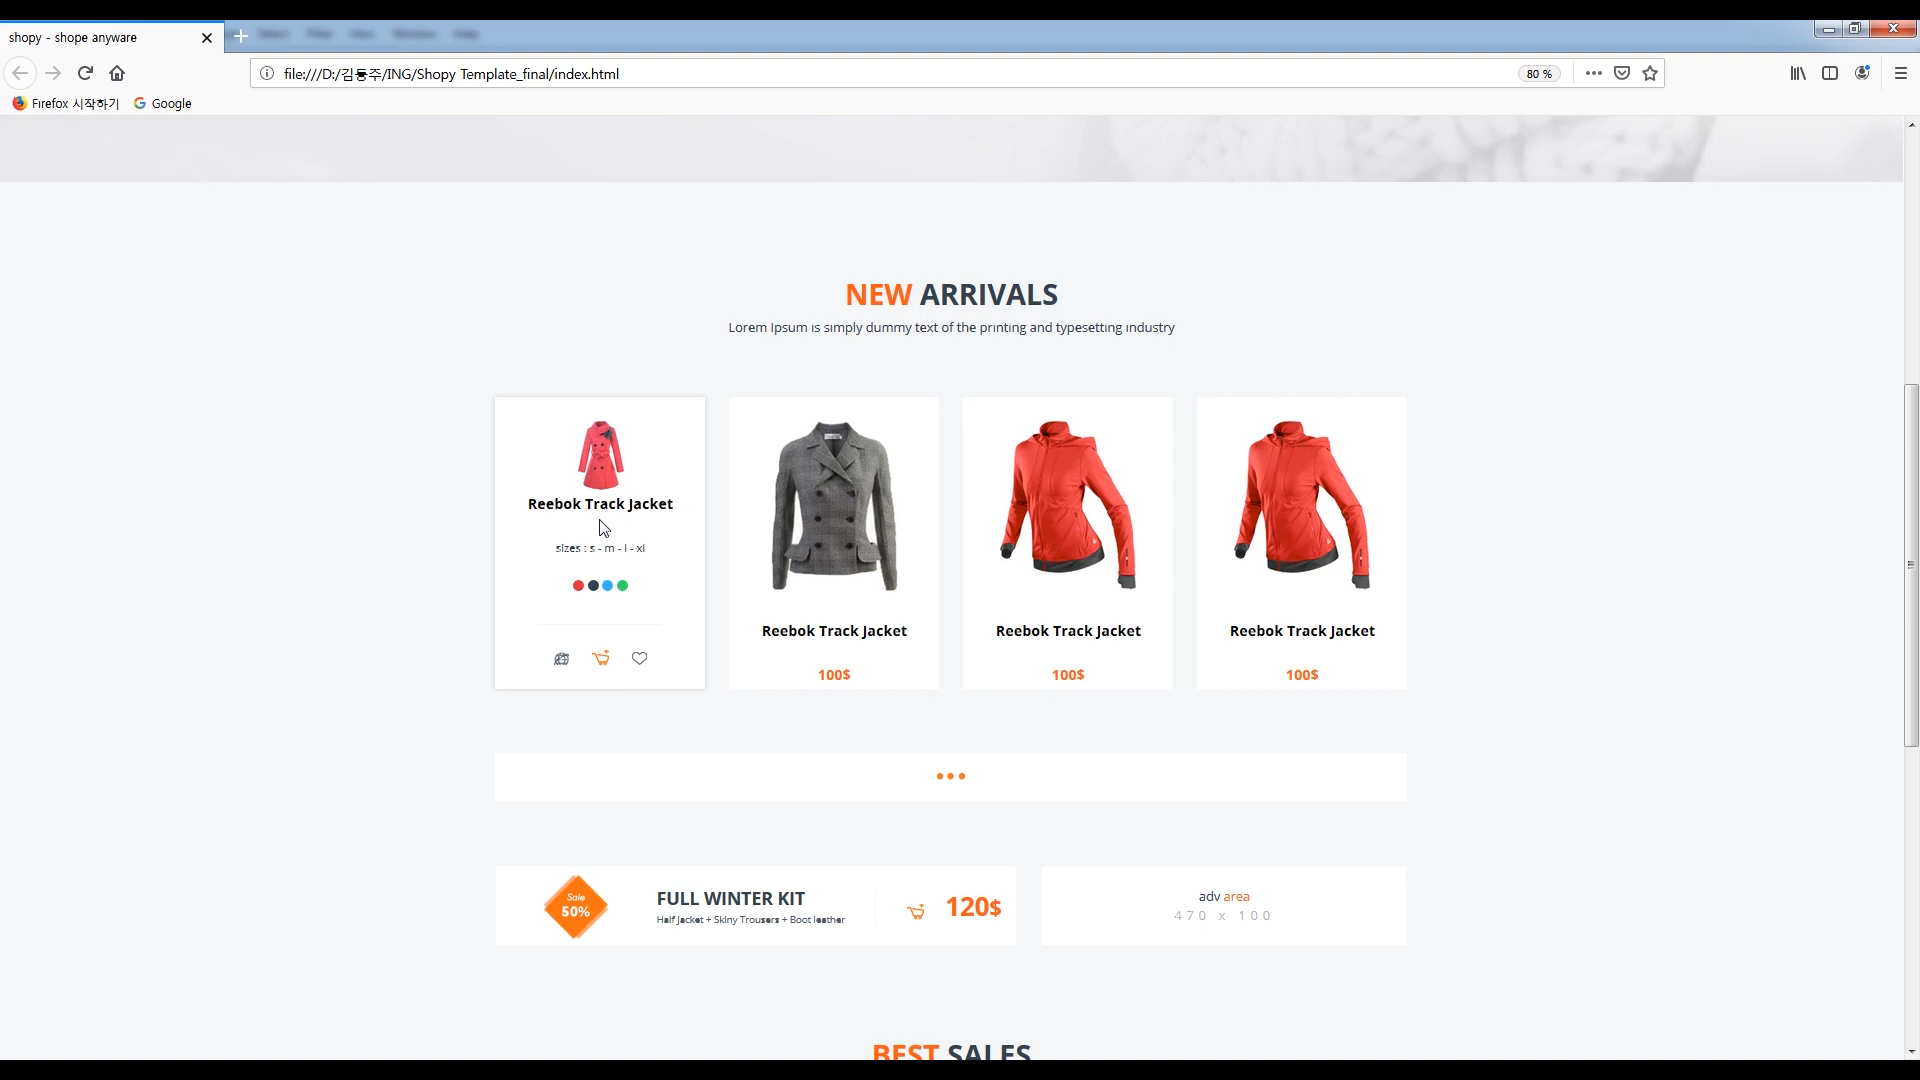 shopy - shope anyware
file:///D:/김동주/ING/Shopy Template_final/index.html
80 %
Firefox 시작하기
Google
NEW ARRIVALS
Lorem Ipsum is simply dummy text of the printing and typesetting industry
Reebok Track Jacket
sizes : s - m - l - xl
Reebok Track Jacket
100$
Reebok Track Jacket
100$
Reebok Track Jacket
100$
Sale
50%
FULL WINTER KIT
Half Jacket + Skiny Trousers + Boot leather
120$
adv area
470 x 100
BEST SALES